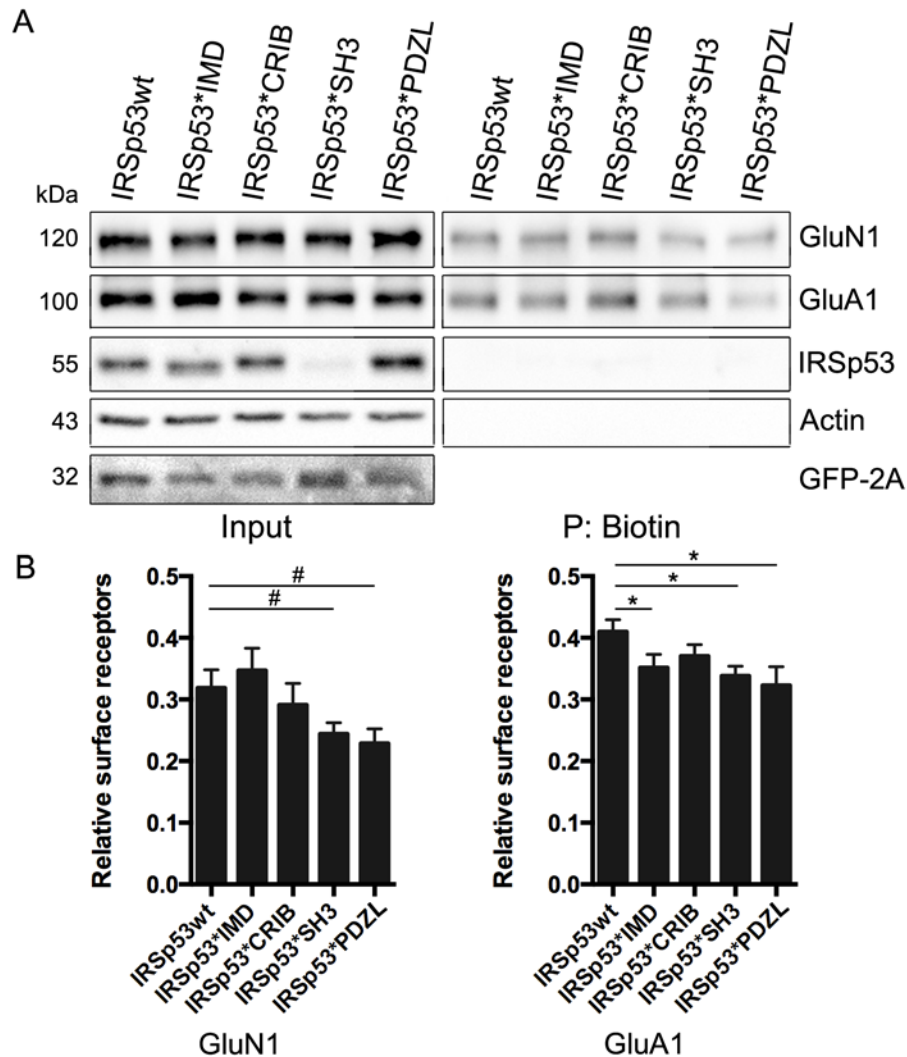 A
IRSp53wt IRSp53*IMD IRSp53*CRIB IRSp53*SH3 IRSp53*PDZL IRSp53wt IRSp53*IMD IRSp53*CRIB IRSp53*SH3 IRSp53*PDZL
kDa
120 GluN1
100 GluA1
55 IRSp53
43 Actin
32 GFP-2A
Input P: Biotin
B
Relative surface receptors
0.5
0.4
0.3
0.2
0.1
0.0
# 
#
IRSp53wt IRSp53*IMD IRSp53*CRIB IRSp53*SH3 IRSp53*PDZL
GluN1
Relative surface receptors
0.5
0.4
0.3
0.2
0.1
0.0
*
*
*
IRSp53wt IRSp53*IMD IRSp53*CRIB IRSp53*SH3 IRSp53*PDZL
GluA1